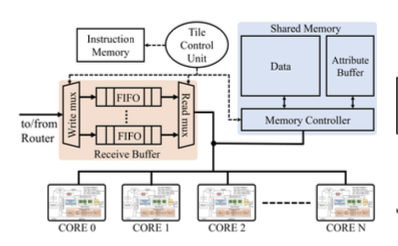 Instruction
Memory
Tile
Control
Unit
Shared Memory
Data
Attribute
Buffer
Memory Controller
Write mux
FIFO
FIFO
Read mux
to/from
Router
Receive Buffer
CORE 0
CORE 1
CORE 2
CORE N